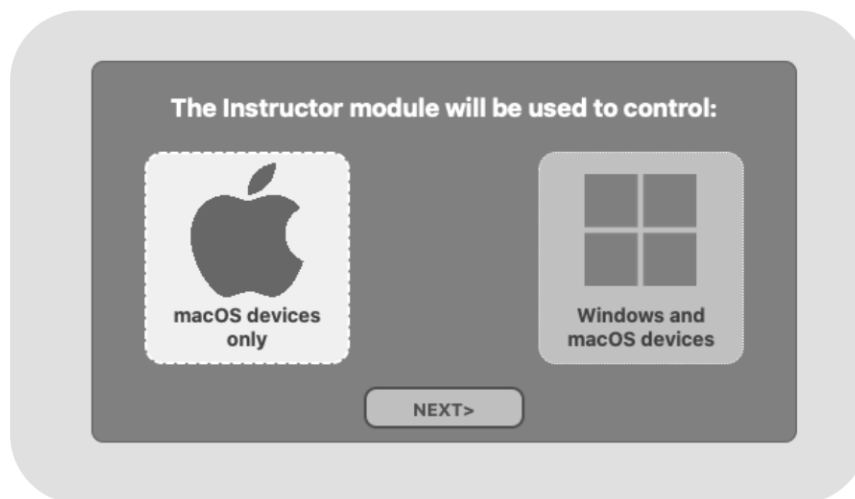 The Instructor module will be used to control:
macOS devices
only
Windows and
macOS devices
NEXT>